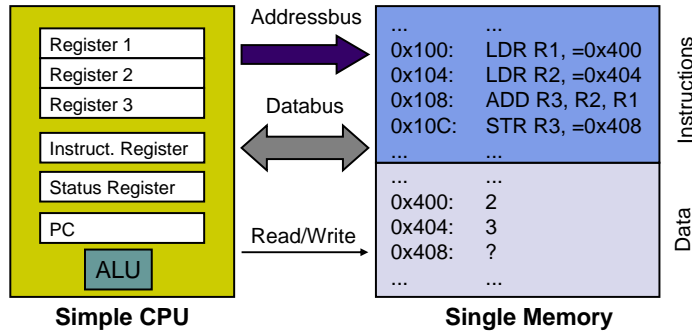 Addressbus
Register 1
Register 2
Register 3
Instruct. Register
Status Register
PC
ALU
Simple CPU
Databus
Read/Write
... ...
0x100: LDR R1, =0x400
0x104: LDR R2, =0x404
0x108: ADD R3, R2, R1
0x10C: STR R3, =0x408
... ...
Instructions
... ...
0x400: 2
0x404: 3
0x408: ?
... ...
Data
Single Memory